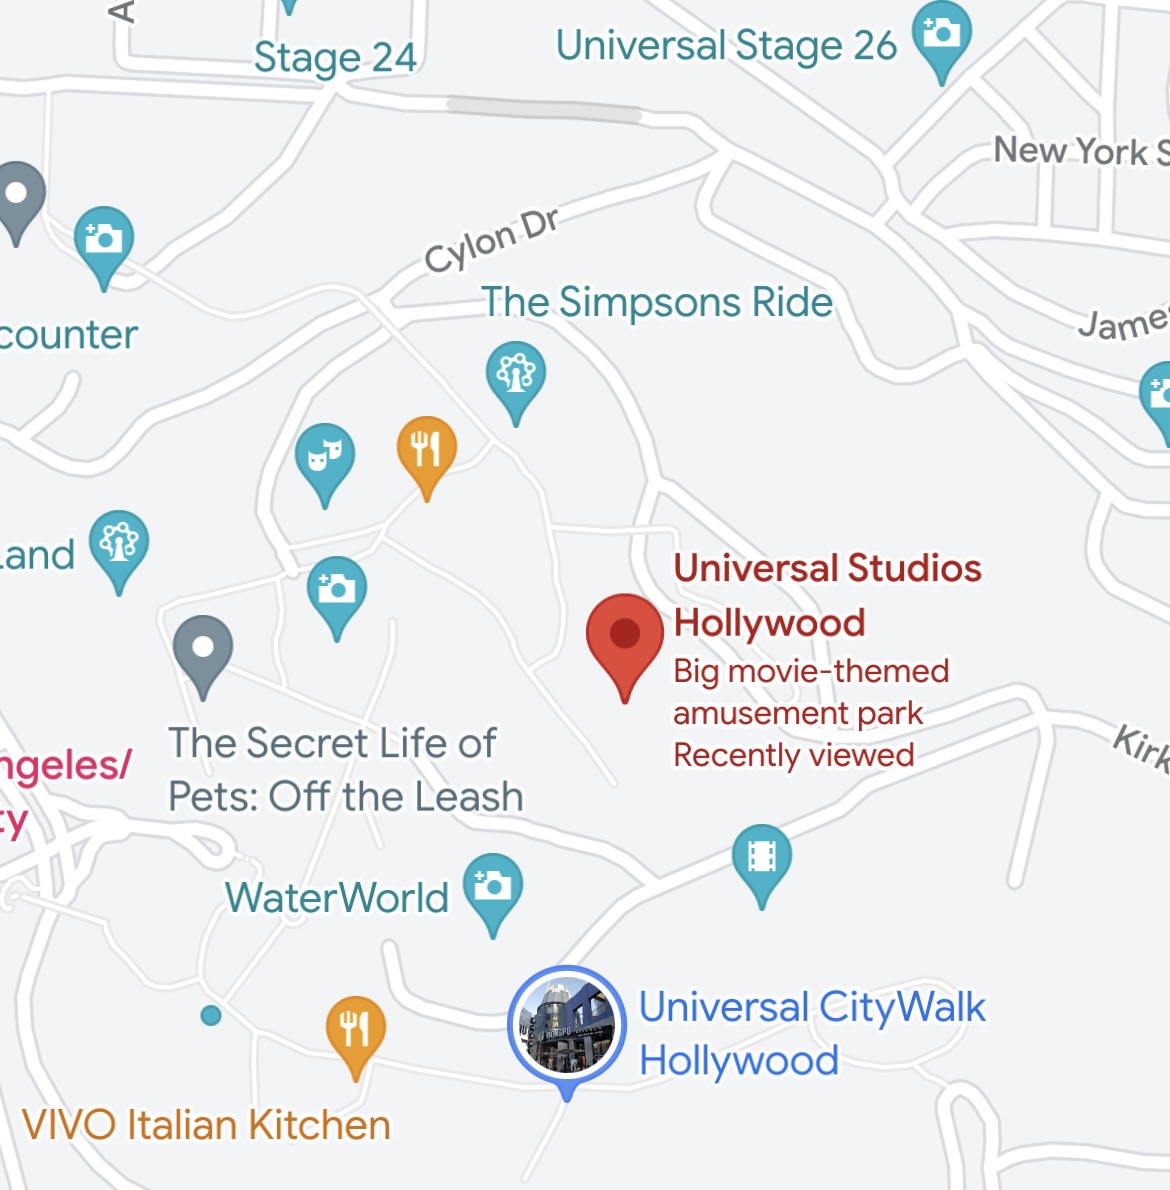 A
Stage 24
Universal Stage 26
New York S
Cylon Dr
The Simpsons Ride
James
counter
Land
Universal Studios
Hollywood
Big movie-themed
amusement park
Recently viewed
Kirk
The Secret Life of
Pets: Off the Leash
ngeles/
ty
WaterWorld
Universal CityWalk
Hollywood
VIVO Italian Kitchen